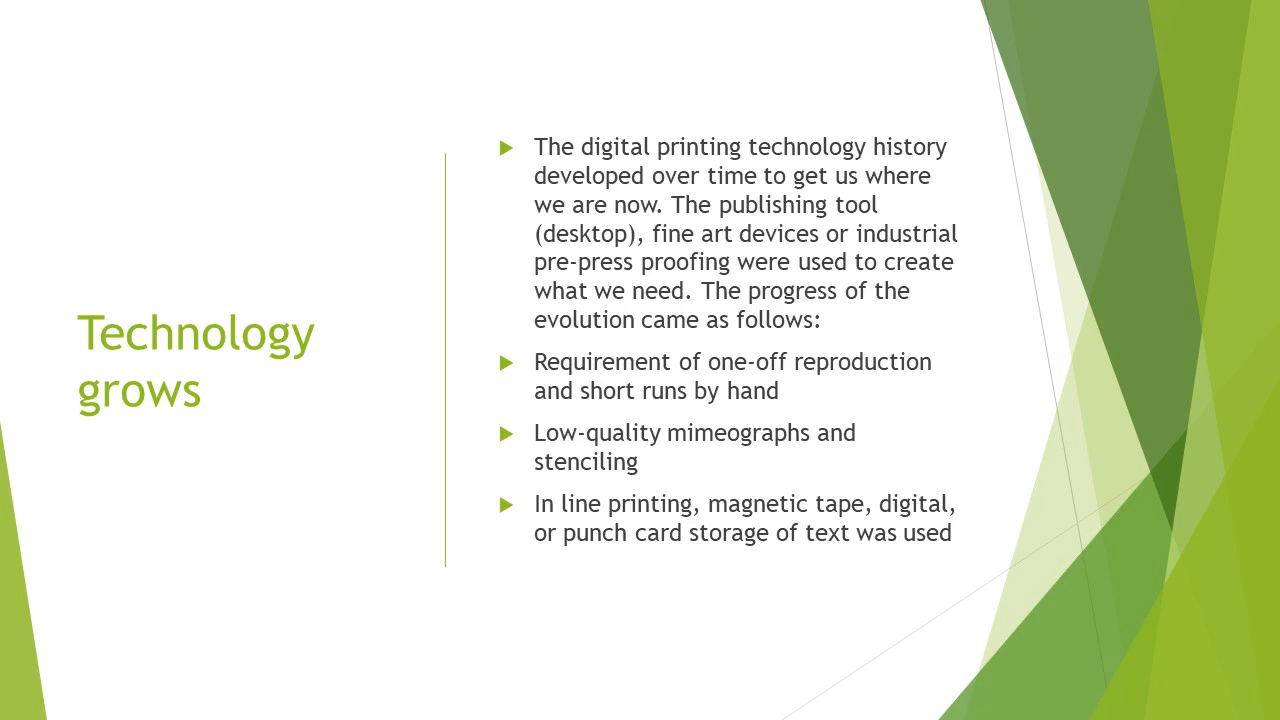 Technology
grows
The digital printing technology history
developed over time to get us where
we are now. The publishing tool
(desktop), fine art devices or industrial
pre-press proofing were used to create
what we need. The progress of the
evolution came as follows:
Requirement of one-off reproduction
and short runs by hand
Low-quality mimeographs and
stenciling
In line printing, magnetic tape, digital,
or punch card storage of text was used